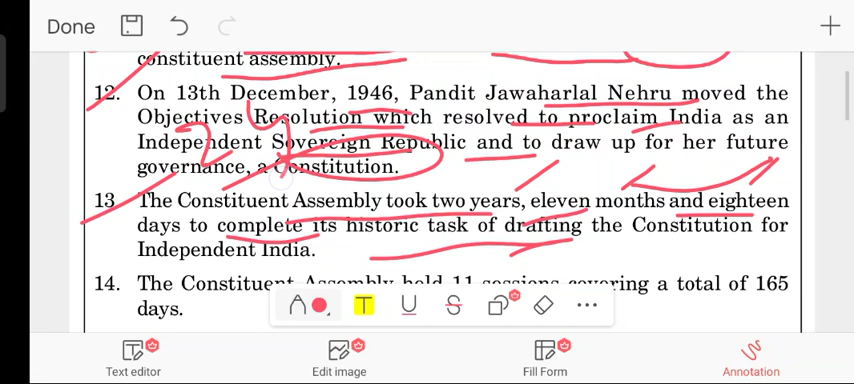 Done
constituent assembly.
12. On 13th December, 1946, Pandit Jawaharlal Nehru moved the
Objectives Resolution which resolved to proclaim India as an
Independent Sovereign Republic and to draw up for her future
governance, a Constitution.
2 y
13 The Constituent Assembly took two years, eleven months and eighteen
days to complete its historic task of drafting the Constitution for
Independent India.
14. The Constituent Assembly held 11 sessions covering a total of 165
days.
T U S
Text editor Edit image Fill Form Annotation